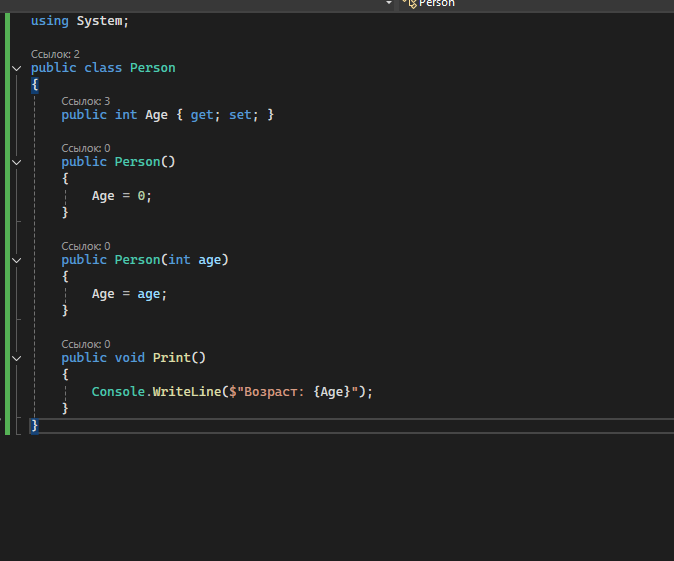 Person
using System;
Ссылок: 2
public class Person
{
Ссылок: 3
public int Age { get; set; }
Ссылок: 0
public Person()
{
Age = 0;
}
Ссылок: 0
public Person(int age)
{
Age = age;
}
Ссылок: 0
public void Print()
{
Console.WriteLine($"Возраст: {Age}");
}
}